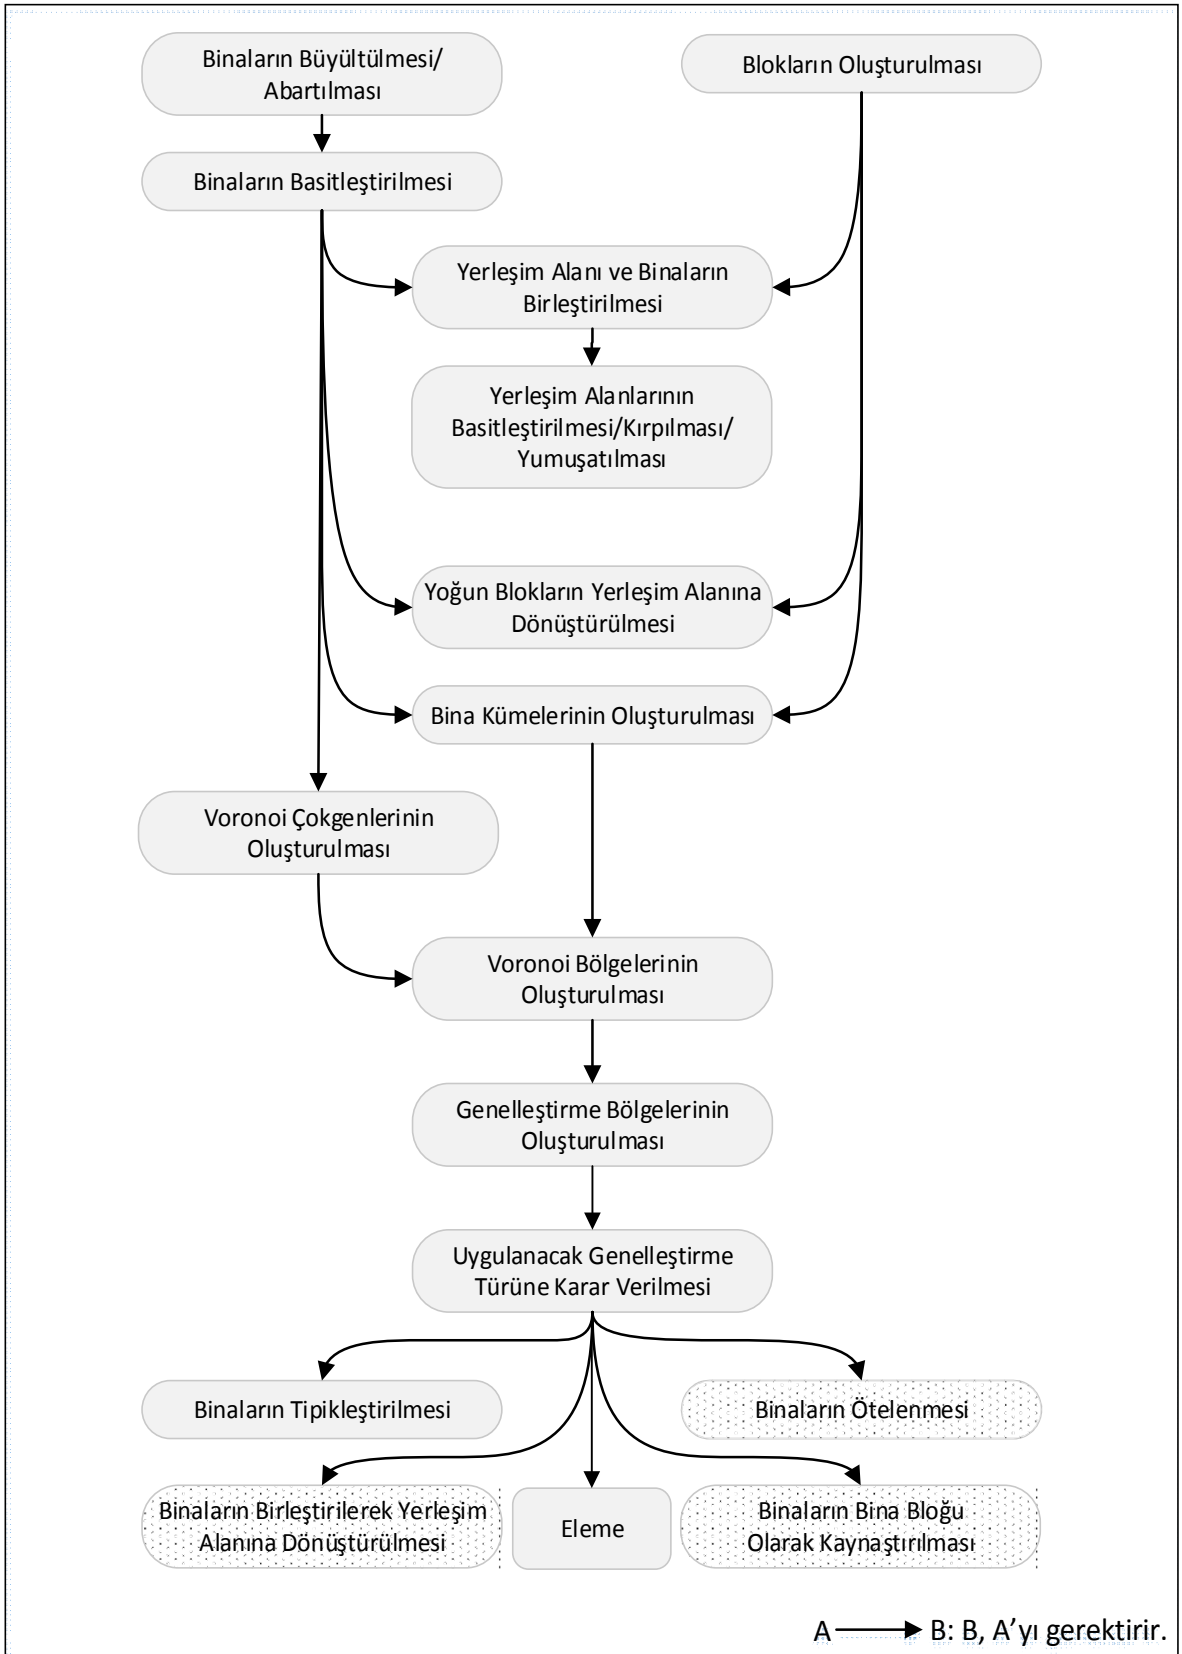 Binaların Büyültülmesi/
Abartılması
Blokların Oluşturulması
Binaların Basitleştirilmesi
Yerleşim Alanı ve Binaların
Birleştirilmesi
Yerleşim Alanlarının
Basitleştirilmesi/Kırpılması/
Yumuşatılması
Yoğun Blokların Yerleşim Alanına
Dönüştürülmesi
Bina Kümelerinin Oluşturulması
Voronoi Çokgenlerinin
Oluşturulması
Voronoi Bölgelerinin
Oluşturulması
Genelleştirme Bölgelerinin
Oluşturulması
Uygulanacak Genelleştirme
Türüne Karar Verilmesi
Binaların Tipikleştirilmesi
Binaların Ötelenmesi
Binaların Birleştirilerek Yerleşim
Alanına Dönüştürülmesi
Eleme
Binaların Bina Bloğu
Olarak Kaynaştırılması
A B: B, A’yı gerektirir.